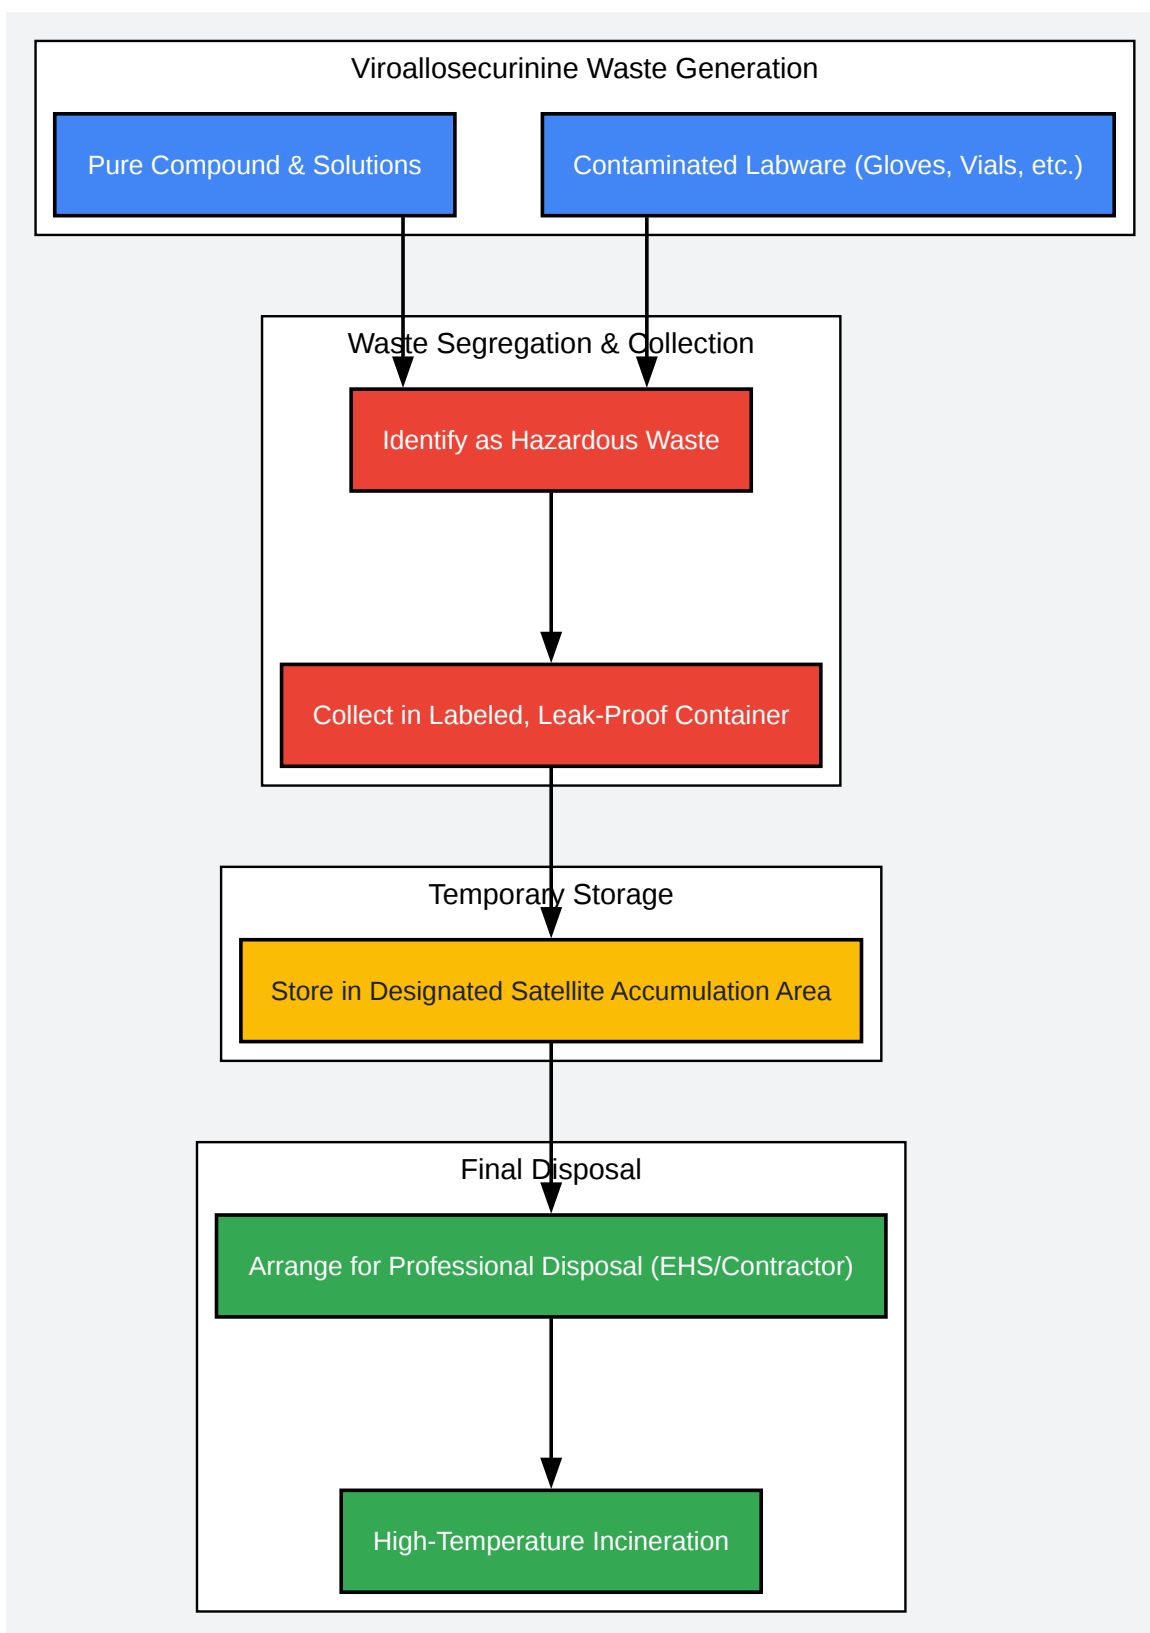 Viroallosecurinine Waste Generation
Pure Compound & Solutions
Contaminated Labware (Gloves, Vials, etc.)
Waste Segregation & Collection
Identify as Hazardous Waste
Collect in Labeled, Leak-Proof Container
Temporary Storage
Store in Designated Satellite Accumulation Area
Final Disposal
Arrange for Professional Disposal (EHS/Contractor)
High-Temperature Incineration